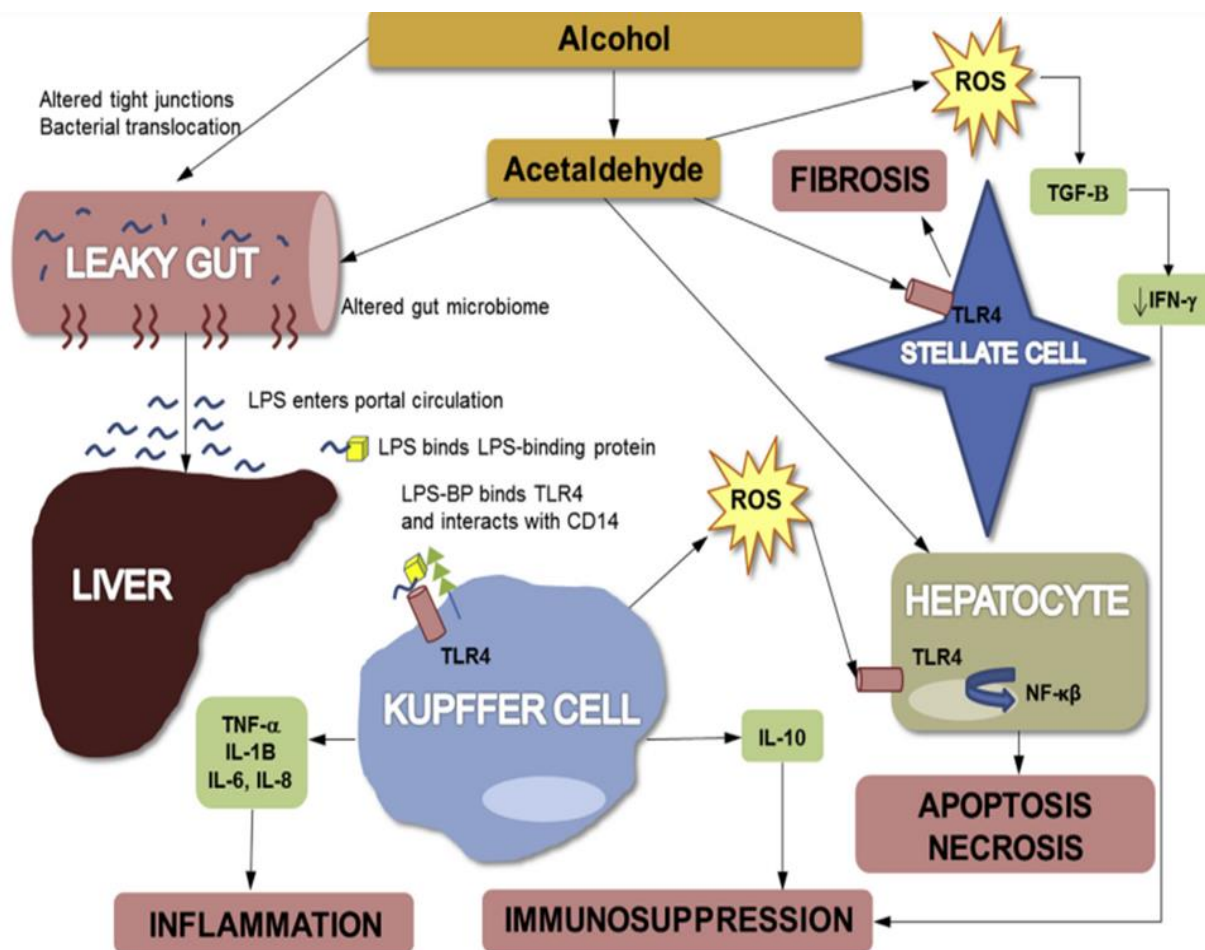 Alcohol
ROS
Altered tight junctions
Bacterial translocation
Acetaldehyde
FIBROSIS
TGF-B
LEAKY GUT
Altered gut microbiome
↓IFN-γ
TLR4
STELLATE CELL
LPS enters portal circulation
LPS binds LPS-binding protein
LPS-BP binds TLR4
and interacts with CD14
ROS
LIVER
HEPATOCYTE
TLR4
NF-κβ
TLR4
KUPFFER CELL
TNF-α
IL-1B
IL-6, IL-8
IL-10
APOPTOSIS
NECROSIS
INFLAMMATION
IMMUNOSUPPRESSION